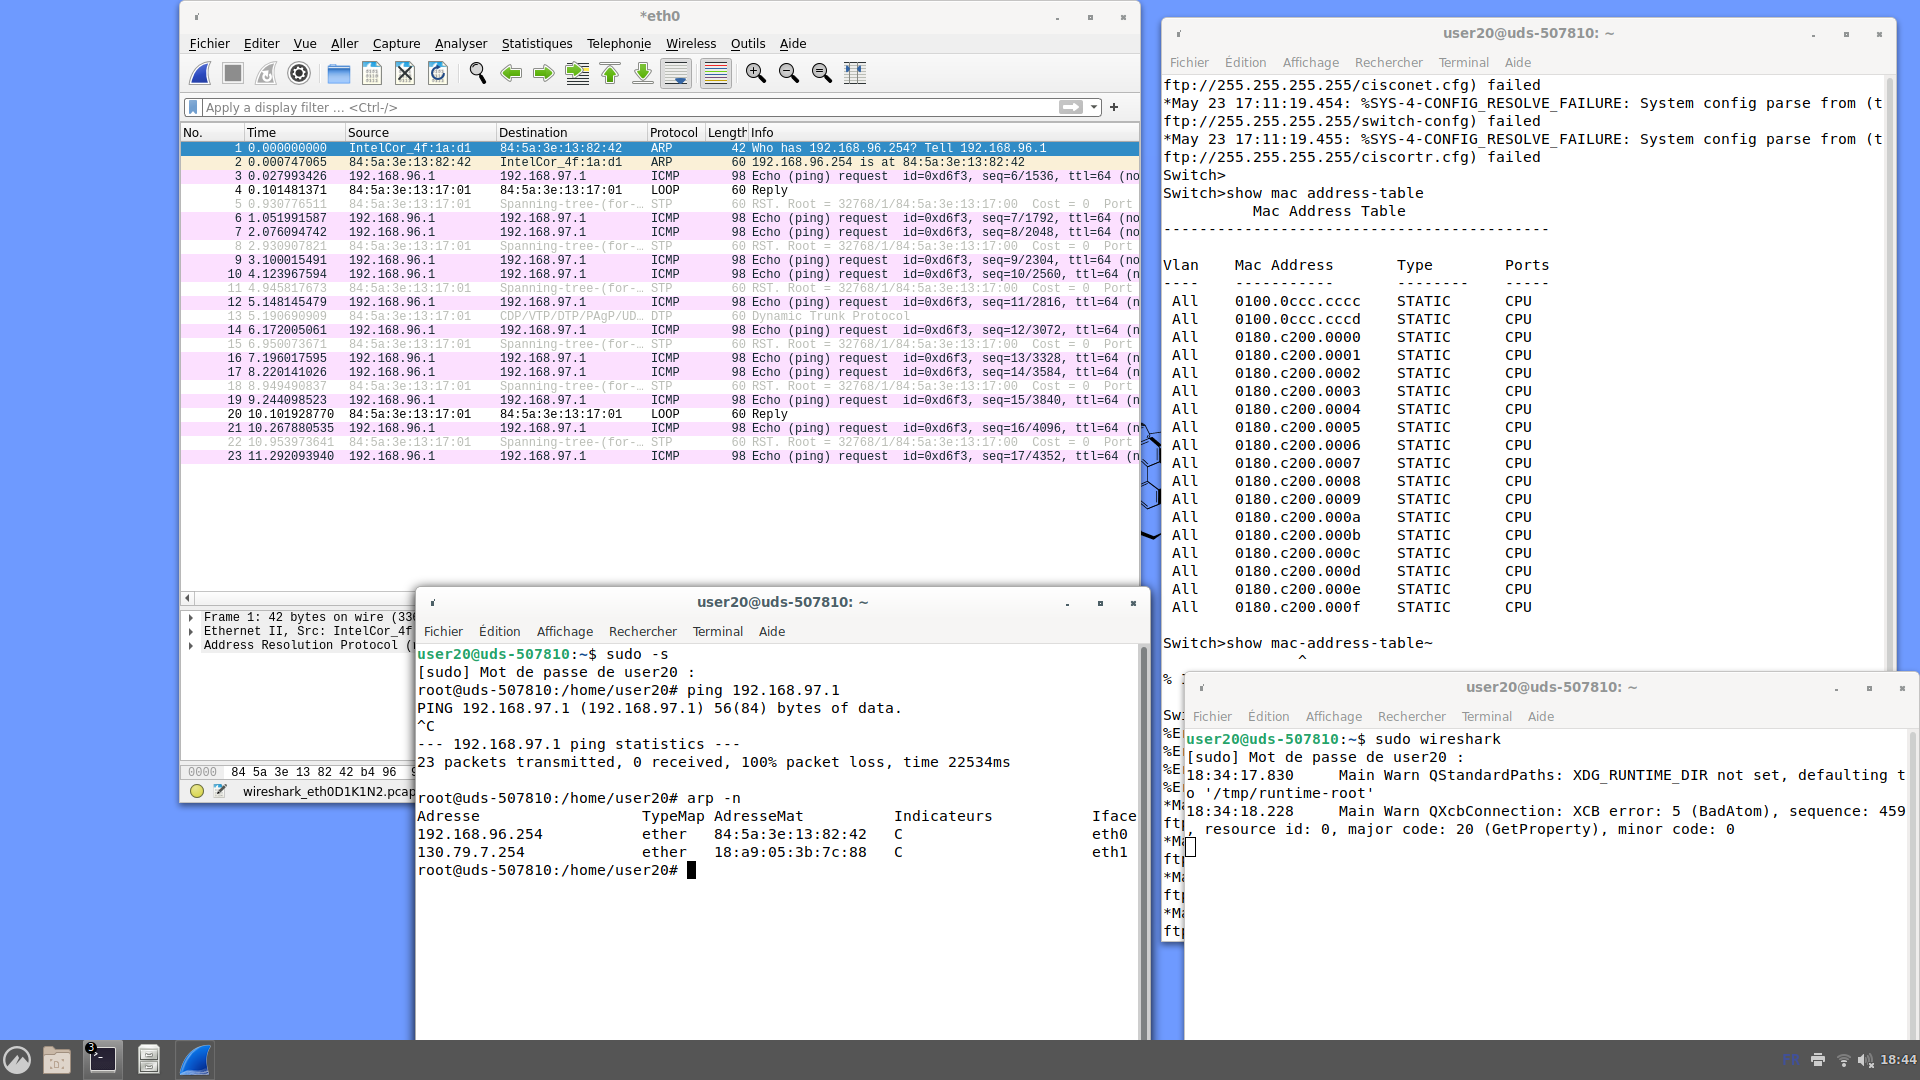 *eth0
Fichier Editer Vue Aller Capture Analyser Statistiques Telephonie Wireless Outils Aide
Apply a display filter ... <Ctrl-/>
No. Time Source Destination Protocol Length Info
1 0.000000000 IntelCor_4f:1a:d1 84:5a:3e:13:82:42 ARP 42 Who has 192.168.96.254? Tell 192.168.96.1
2 0.000747065 84:5a:3e:13:82:42 IntelCor_4f:1a:d1 ARP 60 192.168.96.254 is at 84:5a:3e:13:82:42
3 0.027993426 192.168.96.1 192.168.97.1 ICMP 98 Echo (ping) request id=0xd6f3, seq=6/1536, ttl=64 (no
4 0.101481371 84:5a:3e:13:17:01 84:5a:3e:13:17:01 LOOP 60 Reply
5 0.930776511 84:5a:3e:13:17:01 Spanning-tree-(for-… STP 60 RST. Root = 32768/1/84:5a:3e:13:17:00 Cost = 0 Port
6 1.051991587 192.168.96.1 192.168.97.1 ICMP 98 Echo (ping) request id=0xd6f3, seq=7/1792, ttl=64 (no
7 2.076094742 192.168.96.1 192.168.97.1 ICMP 98 Echo (ping) request id=0xd6f3, seq=8/2048, ttl=64 (no
8 2.930907821 84:5a:3e:13:17:01 Spanning-tree-(for-… STP 60 RST. Root = 32768/1/84:5a:3e:13:17:00 Cost = 0 Port
9 3.100015491 192.168.96.1 192.168.97.1 ICMP 98 Echo (ping) request id=0xd6f3, seq=9/2304, ttl=64 (no
10 4.123967594 192.168.96.1 192.168.97.1 ICMP 98 Echo (ping) request id=0xd6f3, seq=10/2560, ttl=64 (n
11 4.945817673 84:5a:3e:13:17:01 Spanning-tree-(for-… STP 60 RST. Root = 32768/1/84:5a:3e:13:17:00 Cost = 0 Port
12 5.148145479 192.168.96.1 192.168.97.1 ICMP 98 Echo (ping) request id=0xd6f3, seq=11/2816, ttl=64 (n
13 5.190690909 84:5a:3e:13:17:01 CDP/VTP/DTP/PAgP/UD… DTP 60 Dynamic Trunk Protocol
14 6.172005061 192.168.96.1 192.168.97.1 ICMP 98 Echo (ping) request id=0xd6f3, seq=12/3072, ttl=64 (n
15 6.950073671 84:5a:3e:13:17:01 Spanning-tree-(for-… STP 60 RST. Root = 32768/1/84:5a:3e:13:17:00 Cost = 0 Port
16 7.196017595 192.168.96.1 192.168.97.1 ICMP 98 Echo (ping) request id=0xd6f3, seq=13/3328, ttl=64 (n
17 8.220141026 192.168.96.1 192.168.97.1 ICMP 98 Echo (ping) request id=0xd6f3, seq=14/3584, ttl=64 (n
18 8.949490837 84:5a:3e:13:17:01 Spanning-tree-(for-… STP 60 RST. Root = 32768/1/84:5a:3e:13:17:00 Cost = 0 Port
19 9.244098523 192.168.96.1 192.168.97.1 ICMP 98 Echo (ping) request id=0xd6f3, seq=15/3840, ttl=64 (n
20 10.101928770 84:5a:3e:13:17:01 84:5a:3e:13:17:01 LOOP 60 Reply
21 10.267880535 192.168.96.1 192.168.97.1 ICMP 98 Echo (ping) request id=0xd6f3, seq=16/4096, ttl=64 (n
22 10.953973641 84:5a:3e:13:17:01 Spanning-tree-(for-… STP 60 RST. Root = 32768/1/84:5a:3e:13:17:00 Cost = 0 Port
23 11.292093940 192.168.96.1 192.168.97.1 ICMP 98 Echo (ping) request id=0xd6f3, seq=17/4352, ttl=64 (n
Frame 1: 42 bytes on wire (336
Ethernet II, Src: IntelCor_4f
Address Resolution Protocol (
0000 84 5a 3e 13 82 42 b4 96
wireshark_eth0D1K1N2.pcap
user20@uds-507810: ~
Fichier Édition Affichage Rechercher Terminal Aide
user20@uds-507810:~$ sudo -s
[sudo] Mot de passe de user20 :
root@uds-507810:/home/user20# ping 192.168.97.1
PING 192.168.97.1 (192.168.97.1) 56(84) bytes of data.
^C
--- 192.168.97.1 ping statistics ---
23 packets transmitted, 0 received, 100% packet loss, time 22534ms
root@uds-507810:/home/user20# arp -n
Adresse TypeMap AdresseMat Indicateurs Iface
192.168.96.254 ether 84:5a:3e:13:82:42 C eth0
130.79.7.254 ether 18:a9:05:3b:7c:88 C eth1
root@uds-507810:/home/user20#
user20@uds-507810: ~
Fichier Édition Affichage Rechercher Terminal Aide
ftp://255.255.255.255/cisconet.cfg) failed
*May 23 17:11:19.454: %SYS-4-CONFIG_RESOLVE_FAILURE: System config parse from (t
ftp://255.255.255.255/switch-confg) failed
*May 23 17:11:19.455: %SYS-4-CONFIG_RESOLVE_FAILURE: System config parse from (t
ftp://255.255.255.255/ciscortr.cfg) failed
Switch>
Switch>show mac address-table
Mac Address Table
-------------------------------------------
Vlan Mac Address Type Ports
---- ----------- -------- -----
All 0100.0ccc.cccc STATIC CPU
All 0100.0ccc.cccd STATIC CPU
All 0180.c200.0000 STATIC CPU
All 0180.c200.0001 STATIC CPU
All 0180.c200.0002 STATIC CPU
All 0180.c200.0003 STATIC CPU
All 0180.c200.0004 STATIC CPU
All 0180.c200.0005 STATIC CPU
All 0180.c200.0006 STATIC CPU
All 0180.c200.0007 STATIC CPU
All 0180.c200.0008 STATIC CPU
All 0180.c200.0009 STATIC CPU
All 0180.c200.000a STATIC CPU
All 0180.c200.000b STATIC CPU
All 0180.c200.000c STATIC CPU
All 0180.c200.000d STATIC CPU
All 0180.c200.000e STATIC CPU
All 0180.c200.000f STATIC CPU
Switch>show mac-address-table~
^
%
Sw
%E
%E
%E
%E
*Ma
ft
*Ma
ft
*Ma
ft
*Ma
ft
user20@uds-507810: ~
Fichier Édition Affichage Rechercher Terminal Aide
user20@uds-507810:~$ sudo wireshark
[sudo] Mot de passe de user20 :
18:34:17.830 Main Warn QStandardPaths: XDG_RUNTIME_DIR not set, defaulting t
o '/tmp/runtime-root'
18:34:18.228 Main Warn QXcbConnection: XCB error: 5 (BadAtom), sequence: 459
, resource id: 0, major code: 20 (GetProperty), minor code: 0
3
18:44